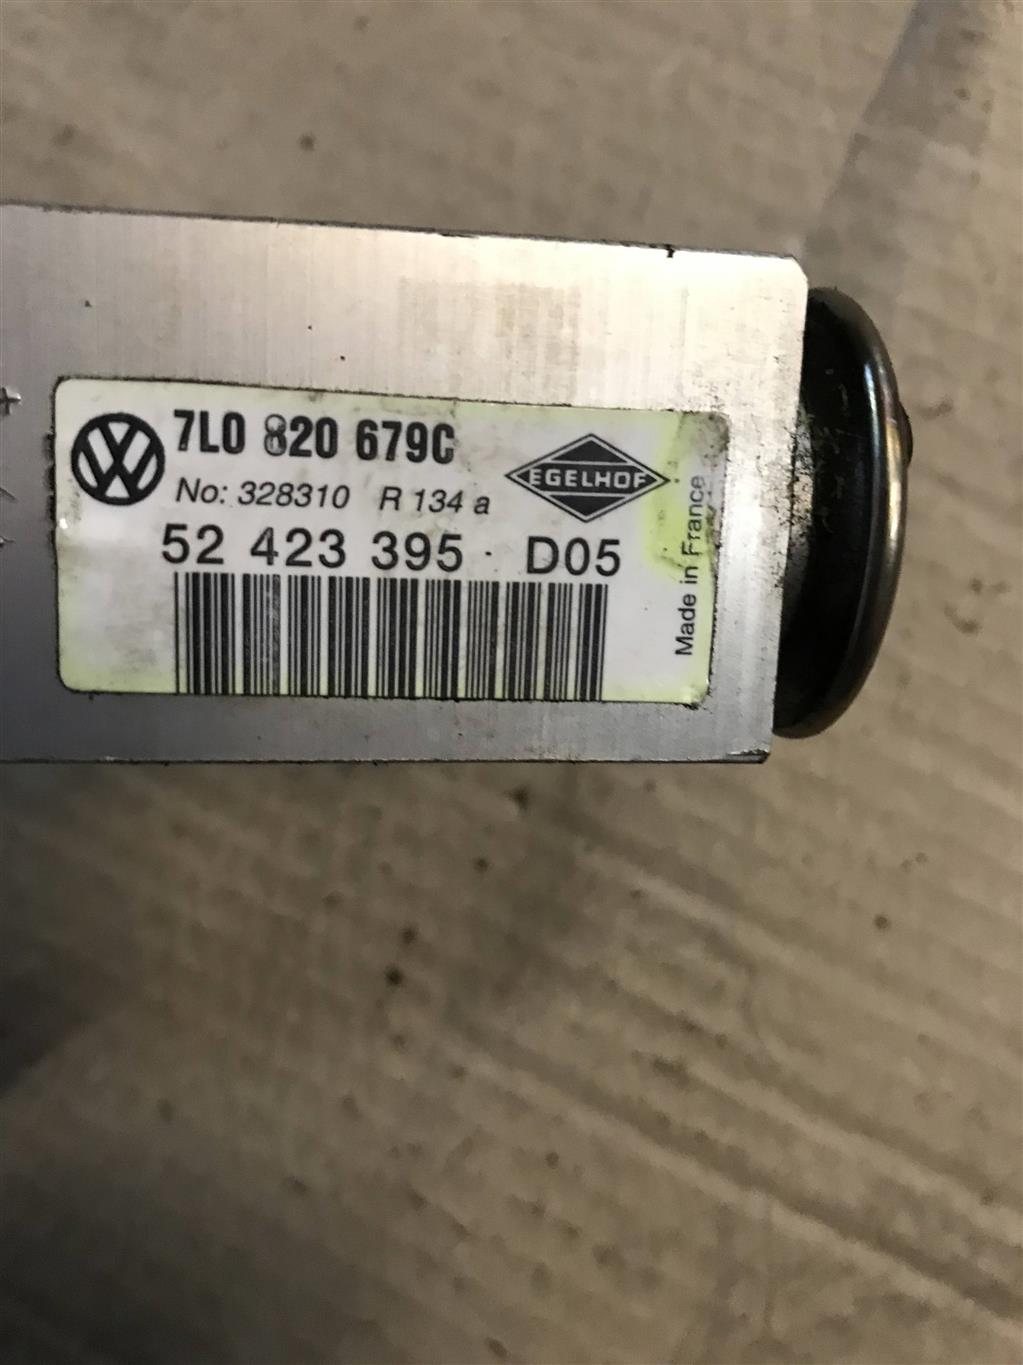 7L0 820 679C
No: 328310 R 134 a
EGELHOF
52 423 395 · D05
Made in France